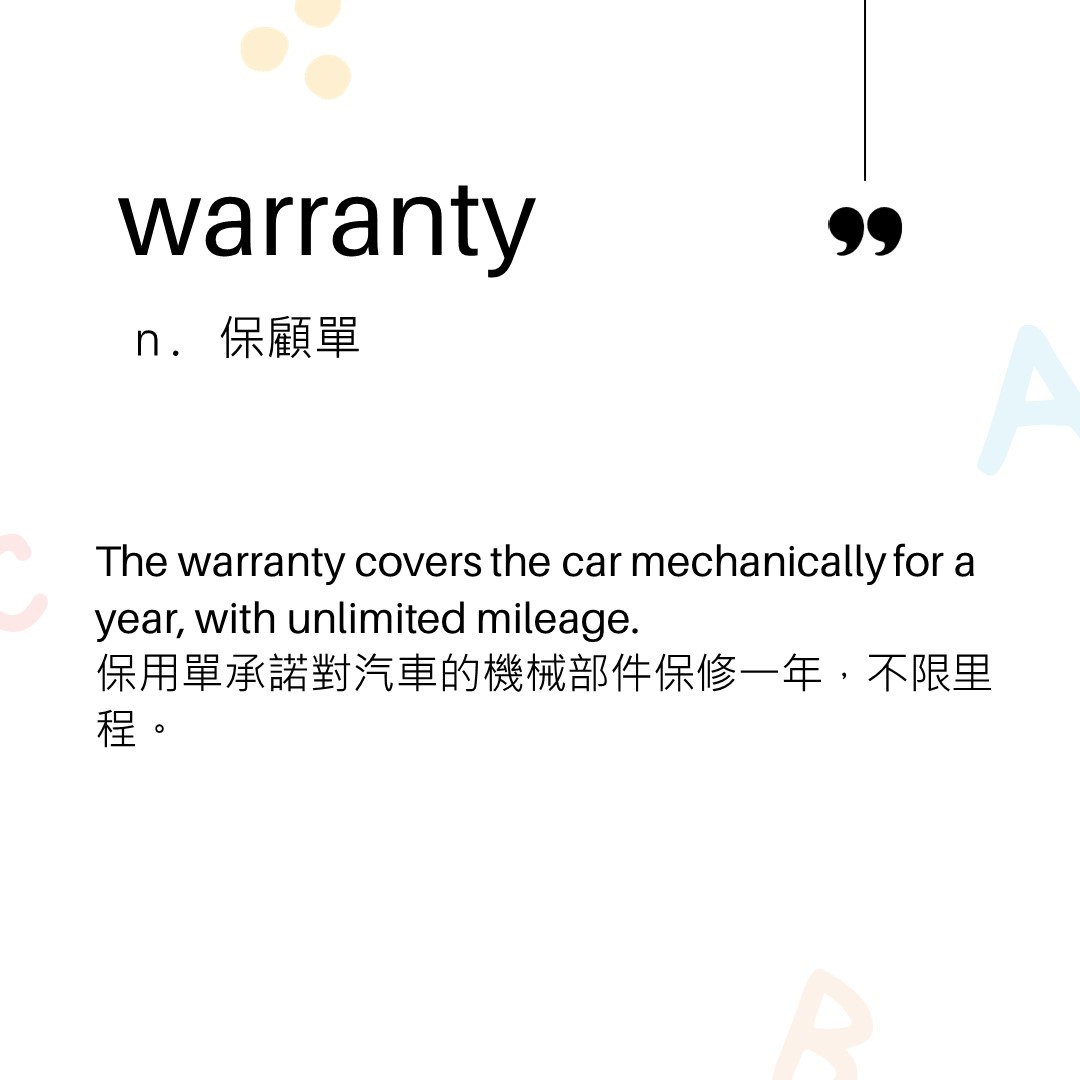 warranty
”
n. 保顧單
A
C
The warranty covers the car mechanically for a
year, with unlimited mileage.
保用單承諾對汽車的機械部件保修一年，不限里
程。
B